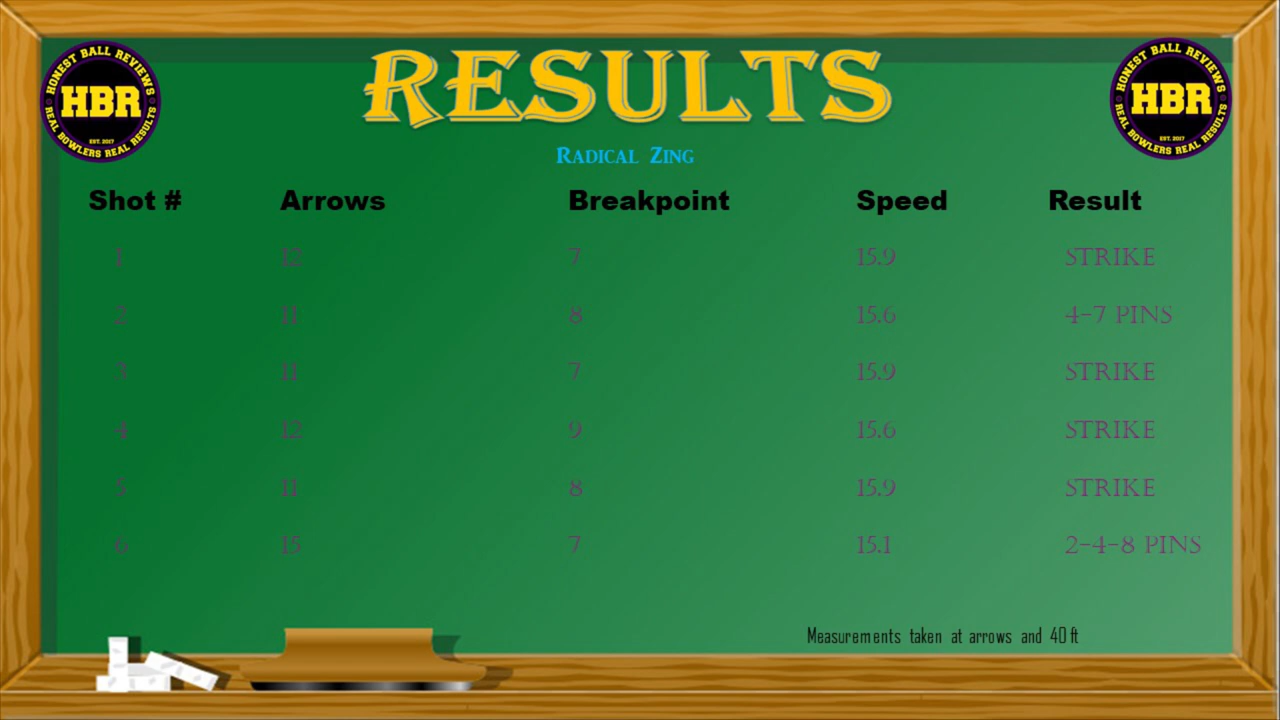 HONEST BALL REVIEWS
HBR
EST. 2017
REAL BOWLERS REAL RESULTS
RESULTS
HONEST BALL REVIEWS
HBR
EST. 2017
REAL BOWLERS REAL RESULTS
Radical Zing
Shot # Arrows Breakpoint Speed Result
1 12 7 15.9 STRIKE
2 11 8 15.6 4-7 PINS
3 11 7 15.9 STRIKE
4 12 9 15.6 STRIKE
5 11 8 15.9 STRIKE
6 15 7 15.1 2-4-8 PINS
Measurements taken at arrows and 40 ft